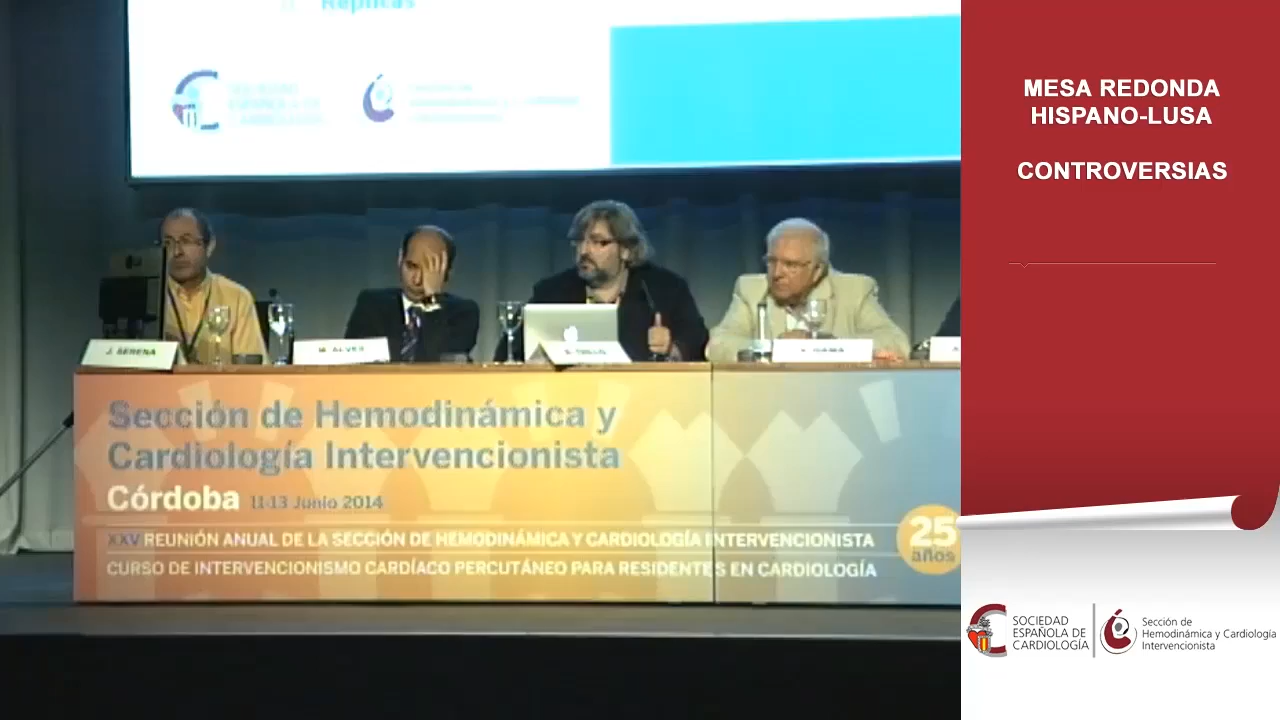 Réplicas
J. SERENA
M. ALVES
Sección de Hemodinámica y
Cardiología Intervencionista
Córdoba 11-13 Junio 2014
XXV REUNIÓN ANUAL DE LA SECCIÓN DE HEMODINÁMICA Y CARDIOLOGÍA INTERVENCIONISTA
CURSO DE INTERVENCIONISMO CARDÍACO PERCUTÁNEO PARA RESIDENTES EN CARDIOLOGÍA
25
años
MESA REDONDA
HISPANO-LUSA
CONTROVERSIAS
SOCIEDAD
ESPAÑOLA DE
CARDIOLOGÍA
Sección de
Hemodinámica y Cardiología
Intervencionista